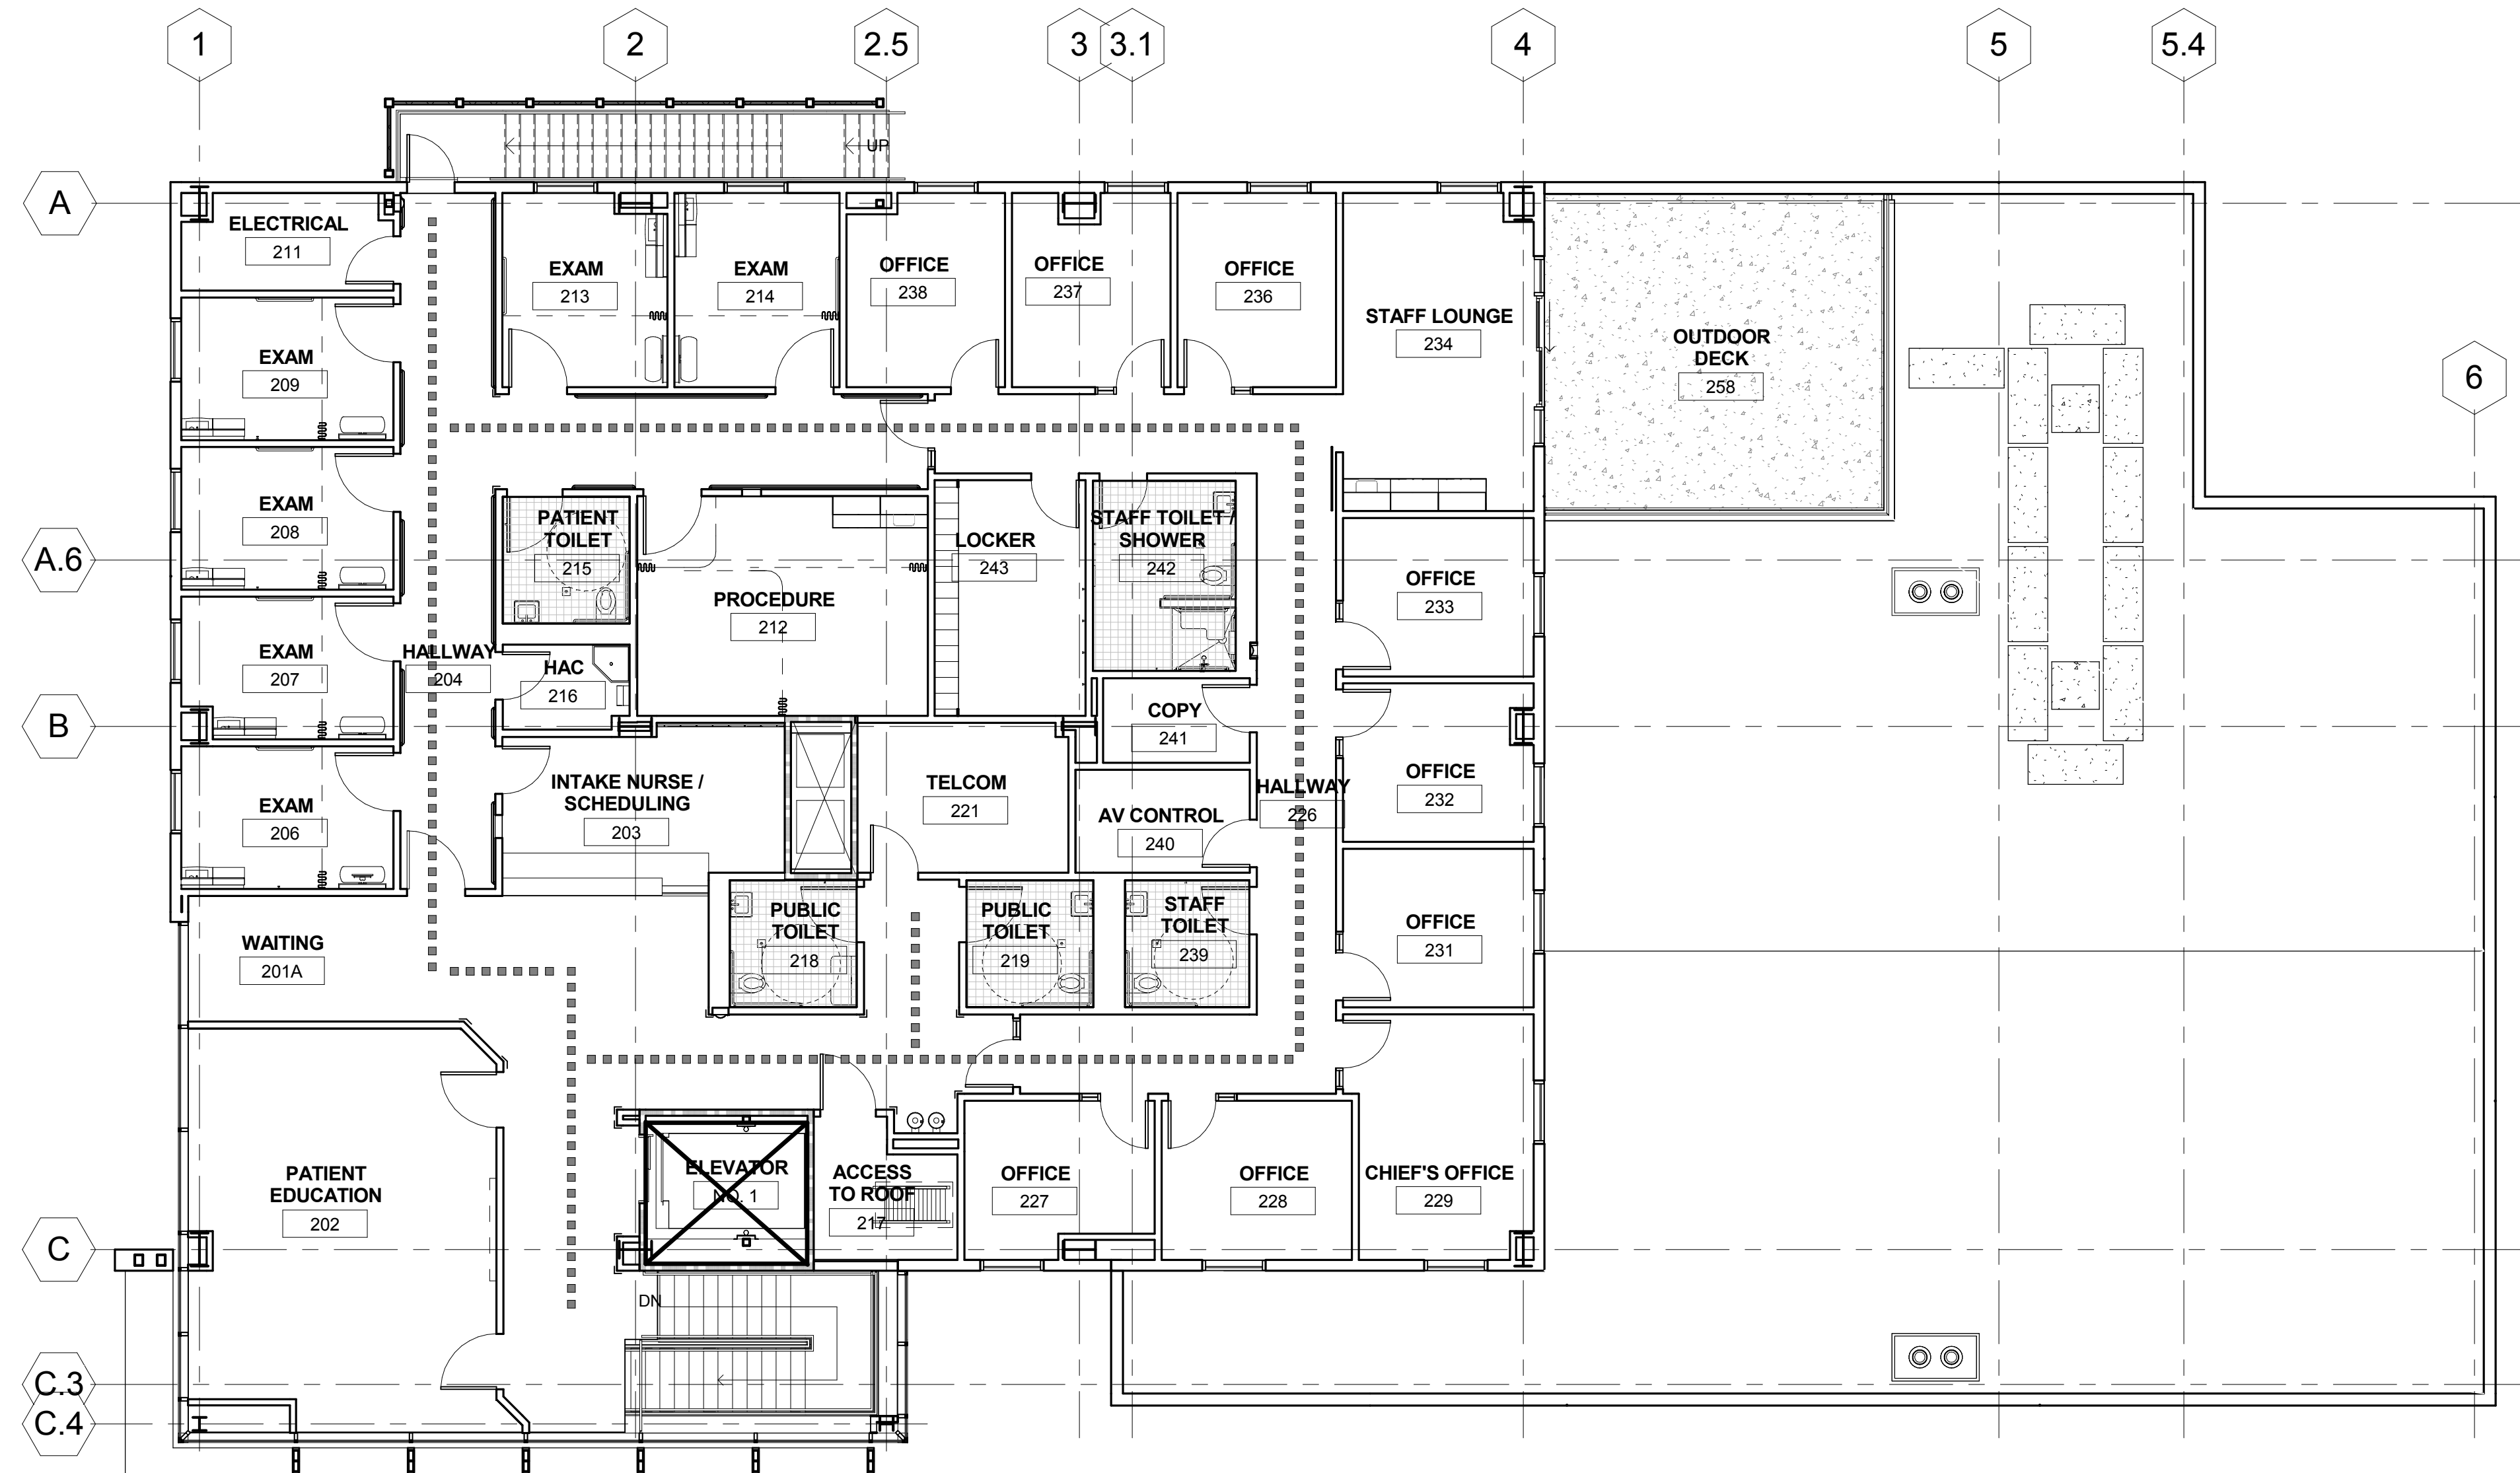 1
2
2.5
3
3.1
4
5
5.4
6
A
A.6
B
C
C.3
C.4
UP
ELECTRICAL
211
EXAM
213
EXAM
214
OFFICE
238
OFFICE
237
OFFICE
236
STAFF LOUNGE
234
OUTDOOR
DECK
258
EXAM
209
EXAM
208
PATIENT
TOILET
215
PROCEDURE
212
LOCKER
243
STAFF TOILET /
SHOWER
242
OFFICE
233
EXAM
207
HALLWAY
204
HAC
216
COPY
241
EXAM
206
INTAKE NURSE /
SCHEDULING
203
TELCOM
221
AV CONTROL
240
HALLWAY
226
OFFICE
232
WAITING
201A
PUBLIC
TOILET
218
PUBLIC
TOILET
219
STAFF
TOILET
239
OFFICE
231
PATIENT
EDUCATION
202
ELEVATOR
NO. 1
ACCESS
TO ROOF
217
OFFICE
227
OFFICE
228
CHIEF'S OFFICE
229
DN